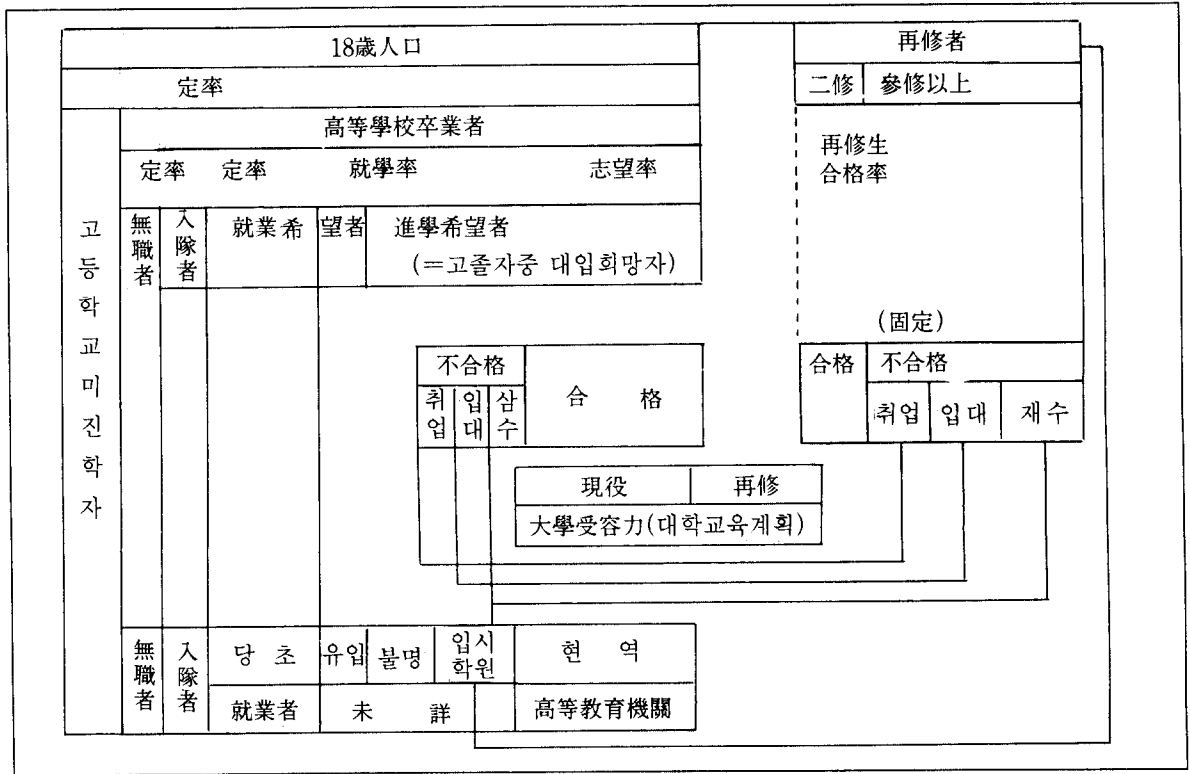 18歲人口
再修者
定率
二修 參修以上
高等學校卒業者
再修生
合格率
定率 定率 就學率 志望率
고등학교미진학자
無職者
入隊者
就業希望者
進學希望者
(=고졸자중 대입희망자)
(固定)
不合格
合格
취업
입대
삼수
合格
不合格
취업 입대 재수
現役 再修
大學受容力(대학교육계획)
無職者
入隊者
당초 유입 불명 입시학원 현역
就業者 未詳 高等教育機關